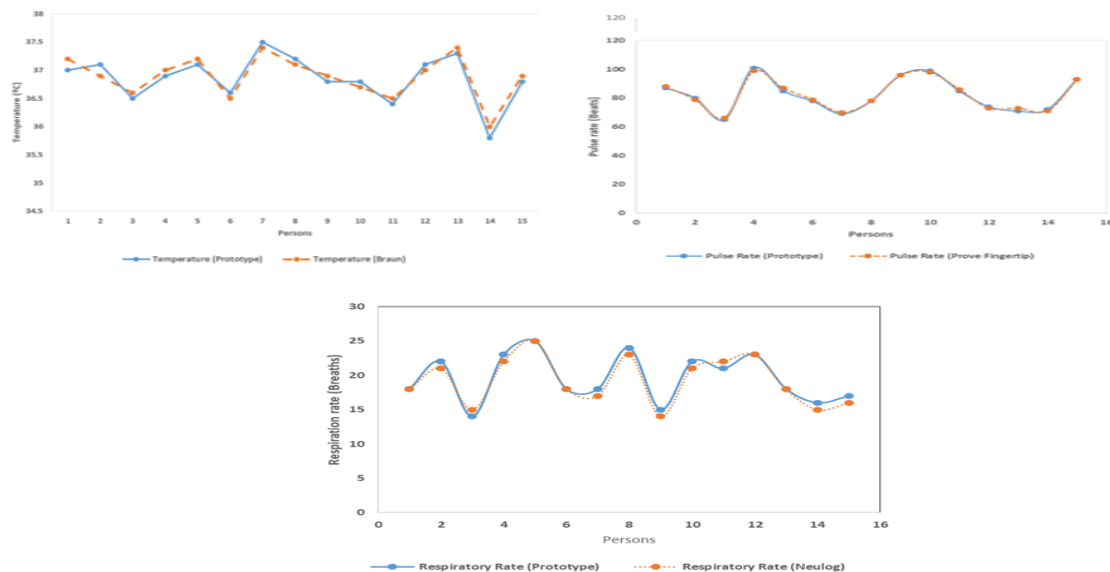 38
37.5
37
36.5
36
35.5
35
34.5
Temperature (ºC)
1 2 3 4 5 6 7 8 9 10 11 12 13 14 15
Persons
Temperature (Prototype) Temperature (Braun)
120
120
100
80
60
40
20
0
Pulse rate (Beats)
0 2 4 6 8 10 12 14 16
Persons
Pulse Rate (Prototype) Pulse Rate (Prove Fingertip)
30
25
20
15
10
5
0
Respiration rate (Breaths)
0 2 4 6 8 10 12 14 16
Persons
Respiratory Rate (Prototype) Respiratory Rate (Neulog)